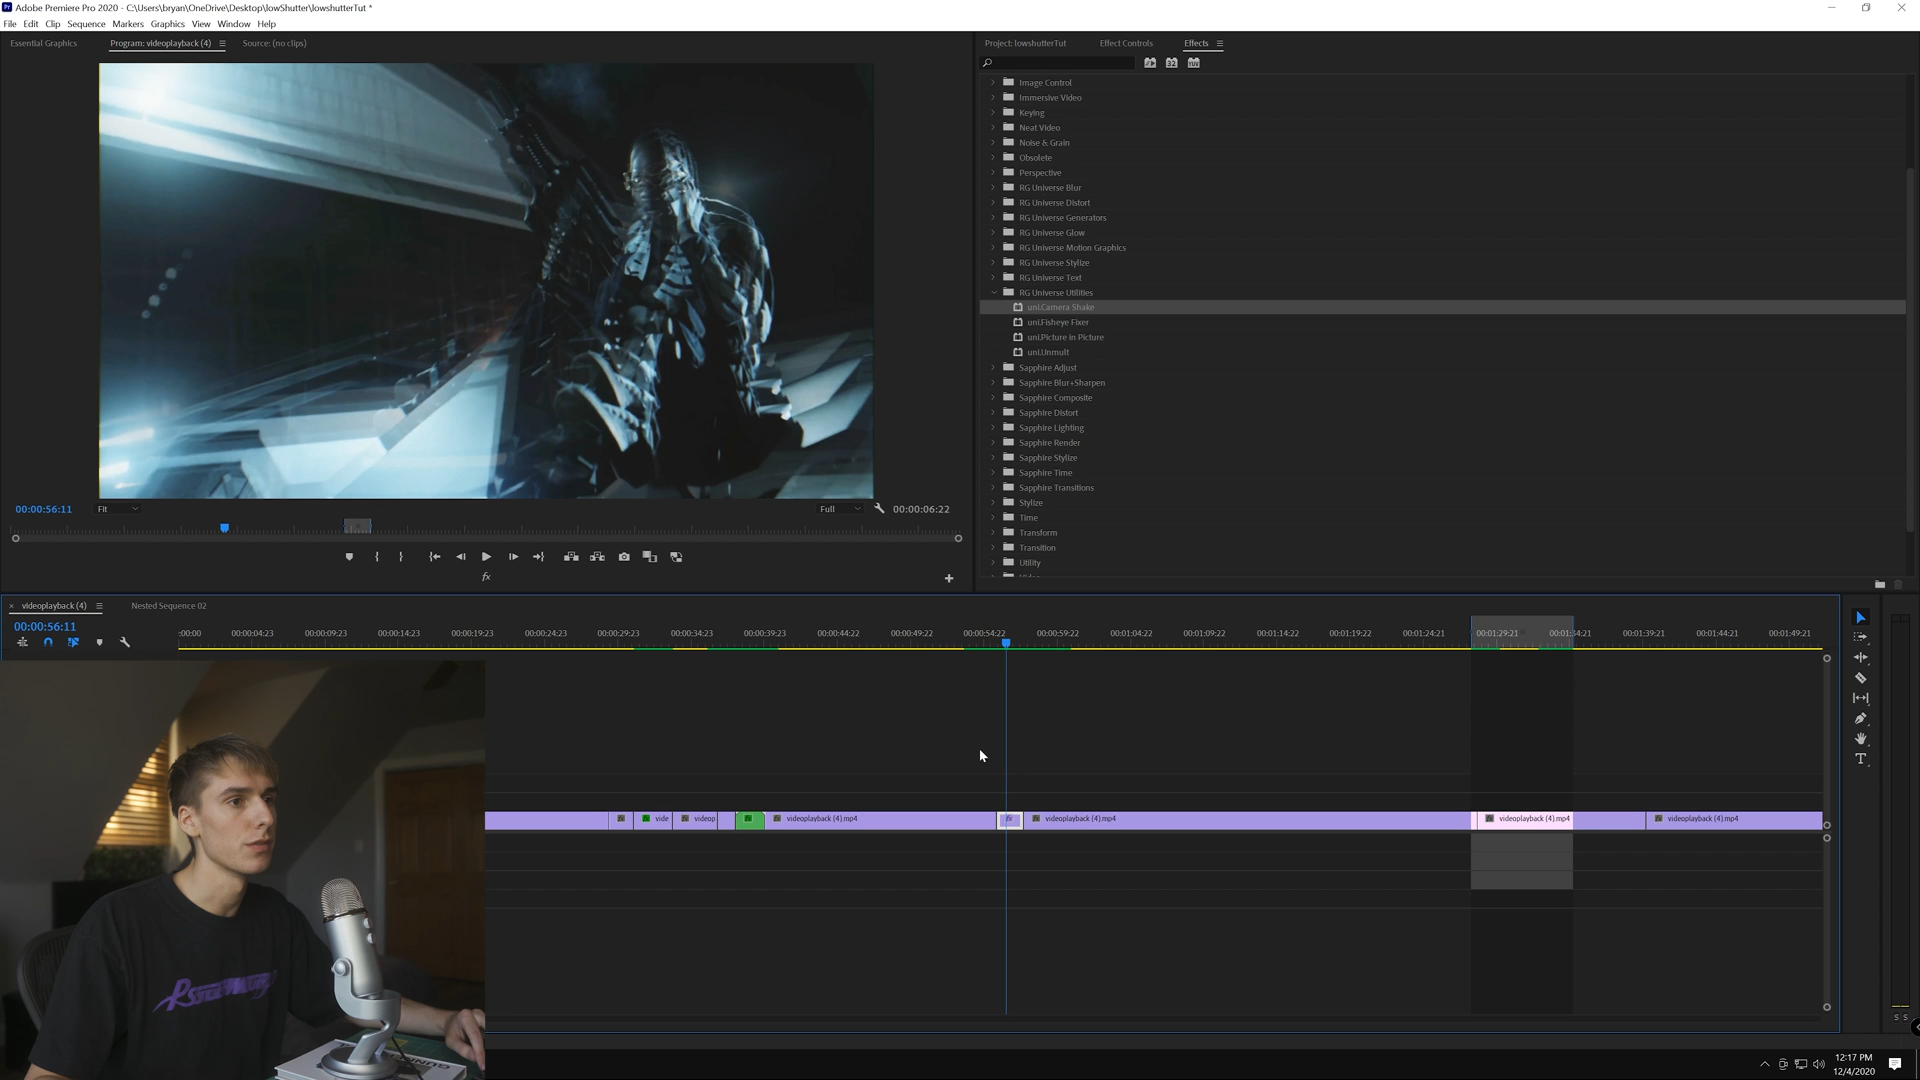 Adobe Premiere Pro 2020 - C:\Users\bryan\OneDrive\Desktop\lowShutter\lowshutterTut *
File Edit Clip Sequence Markers Graphics View Window Help
Essential Graphics
Program: videoplayback (4)
Source: (no clips)
Project: lowshutterTut
Effect Controls
Effects
Image Control
Immersive Video
Keying
Neat Video
Noise & Grain
Obsolete
Perspective
RG Universe Blur
RG Universe Distort
RG Universe Generators
RG Universe Glow
RG Universe Motion Graphics
RG Universe Stylize
RG Universe Text
RG Universe Utilities
uni.Camera Shake
uni.Fisheye Fixer
uni.Picture in Picture
uni.Unmult
Sapphire Adjust
Sapphire Blur+Sharpen
Sapphire Composite
Sapphire Distort
Sapphire Lighting
Sapphire Render
Sapphire Stylize
Sapphire Time
Sapphire Transitions
Stylize
Time
Transform
Transition
Utility
00:00:56:11
Fit
Full
00:00:06:22
fx
videoplayback (4)
Nested Sequence 02
00:00:56:11
:00:00 00:00:04:23 00:00:09:23 00:00:14:23 00:00:19:23 00:00:24:23 00:00:29:23 00:00:34:23 00:00:39:23 00:00:44:22 00:00:49:22 00:00:54:22 00:00:59:22 00:01:04:22 00:01:09:22 00:01:14:22 00:01:19:22 00:01:24:21 00:01:29:21 00:01:34:21 00:01:39:21 00:01:44:21 00:01:49:21
vide videop videoplayback (4).mp4 videoplayback (4).mp4 videoplayback (4).mp4 videoplayback (4).mp4
S S
12:17 PM
12/4/2020